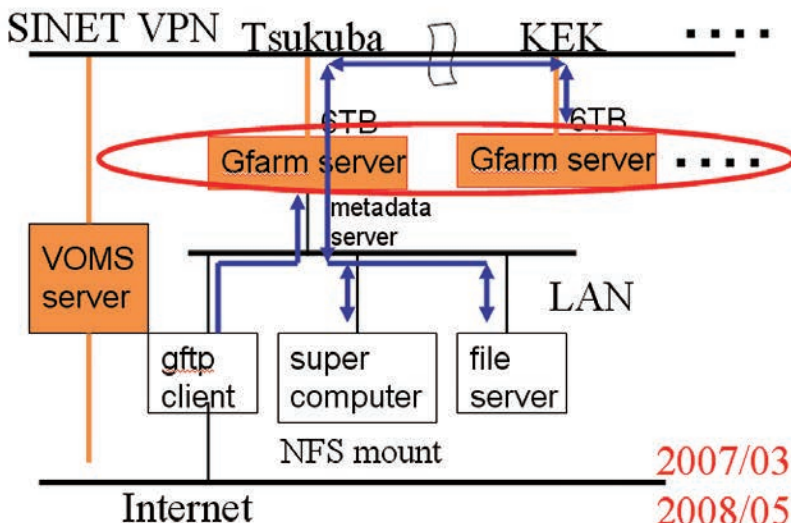 SINET VPN
Tsukuba
KEK
6TB
6TB
Gfarm server
Gfarm server
metadata
server
VOMS
server
LAN
gftp
client
super
computer
file
server
NFS mount
2007/03
Internet
2008/05